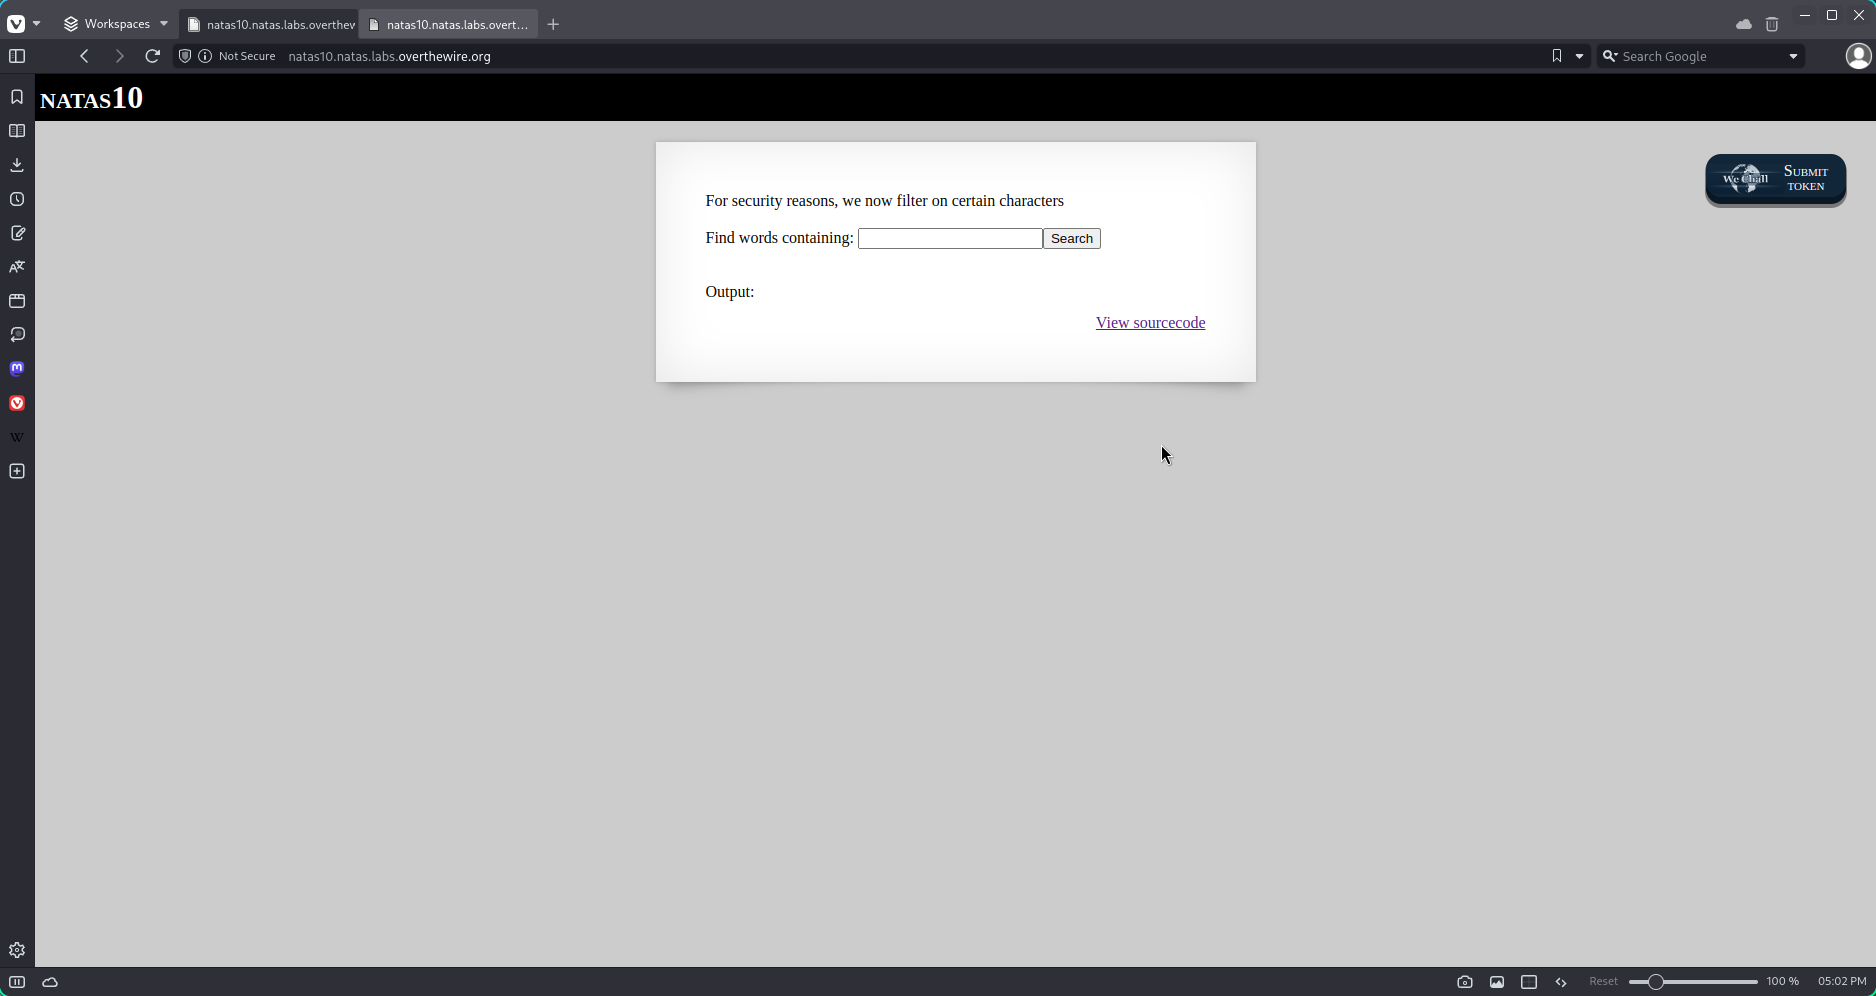 Workspaces
natas10.natas.labs.overthew
natas10.natas.labs.overt...
Not Secure
natas10.natas.labs.overthewire.org
Search Google
NATAS10
For security reasons, we now filter on certain characters
Find words containing:
Search
Output:
View sourcecode
We Chall
SUBMIT
TOKEN
W
Reset
100 %
05:02 PM